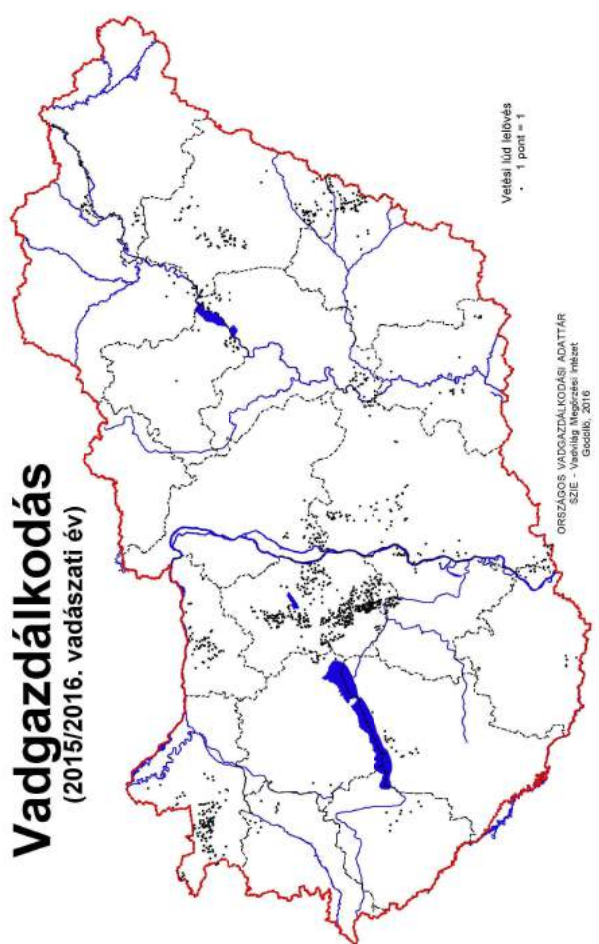 Vadgazdálkodás
(2015/2016. vadászati év)
Vetési lúd lelövés
• 1 pont = 1
ORSZÁGOS VADGAZDÁLKODÁSI ADATTÁR
SZIE - Vadvilág Megőrzési Intézet
Gödöllő, 2016